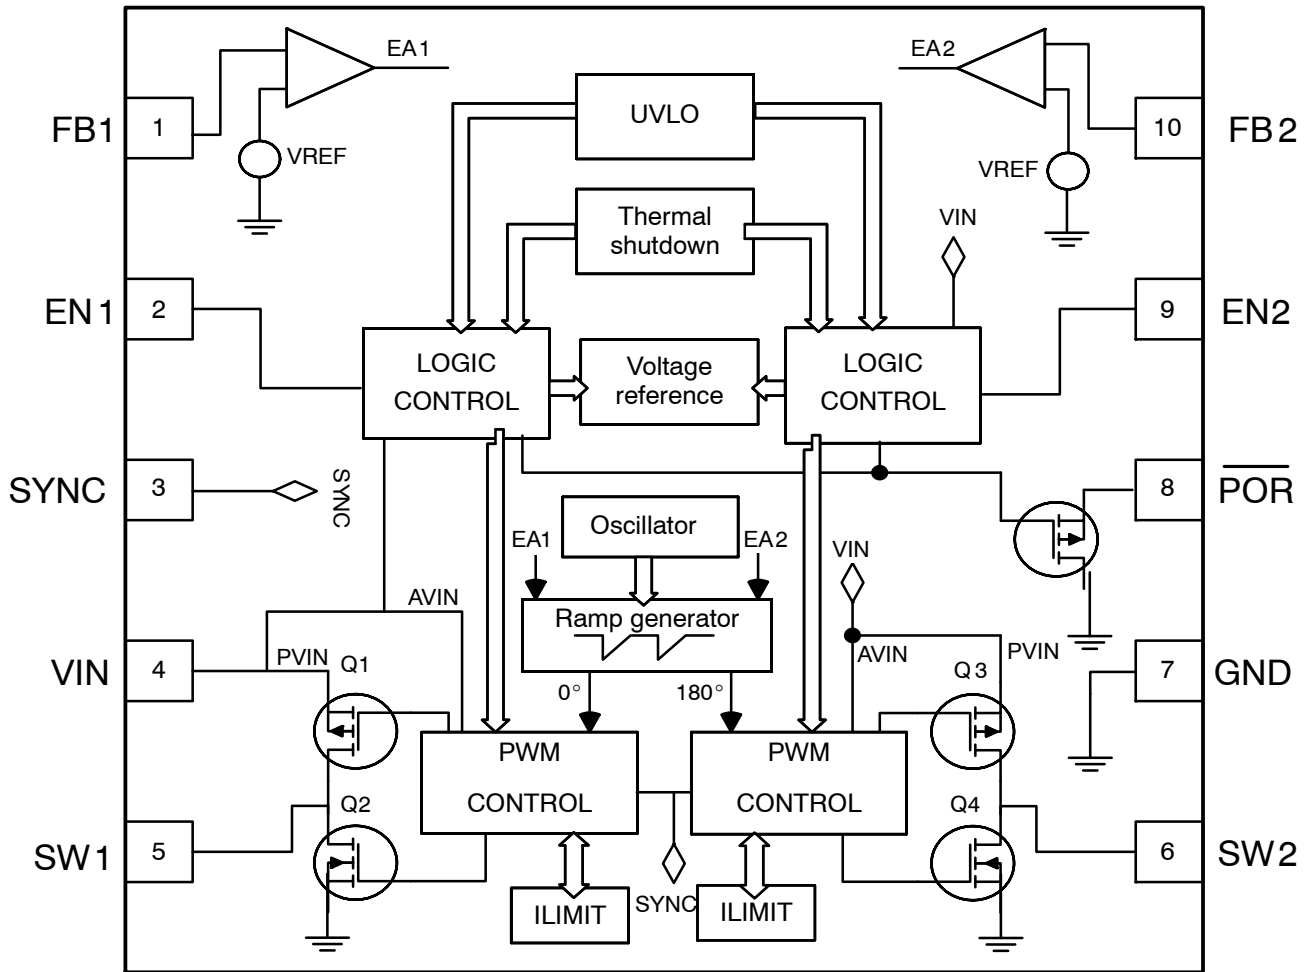 EA1
EA2
UVLO
FB1
1
10
FB2
VREF
VREF
Thermal
shutdown
VIN
EN1
2
9
EN2
LOGIC
CONTROL
Voltage
reference
LOGIC
CONTROL
SYNC
3
SYNC
8
POR
Oscillator
EA1
EA2
VIN
AVIN
Ramp generator
VIN
4
PVIN
Q1
AVIN
PVIN
Q3
7
GND
0°
180°
PWM
CONTROL
PWM
CONTROL
Q2
Q4
SW1
5
6
SW2
ILIMIT
SYNC
ILIMIT